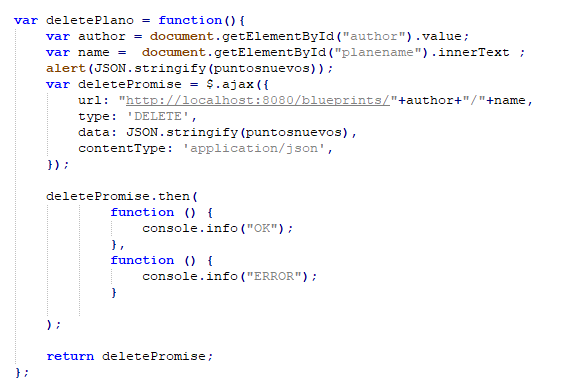 var deletePlano = function(){
    var author = document.getElementById("author").value;
    var name =  document.getElementById("planename").innerText ;
    alert(JSON.stringify(puntosnuevos));
    var deletePromise = $.ajax({
        url: "http://localhost:8080/blueprints/"+author+"/"+name,
        type: 'DELETE',
        data: JSON.stringify(puntosnuevos),
        contentType: 'application/json',
    });
    deletePromise.then(
            function () {
                console.info("OK");
            },
            function () {
                console.info("ERROR");
            }
    );
    return deletePromise;
};